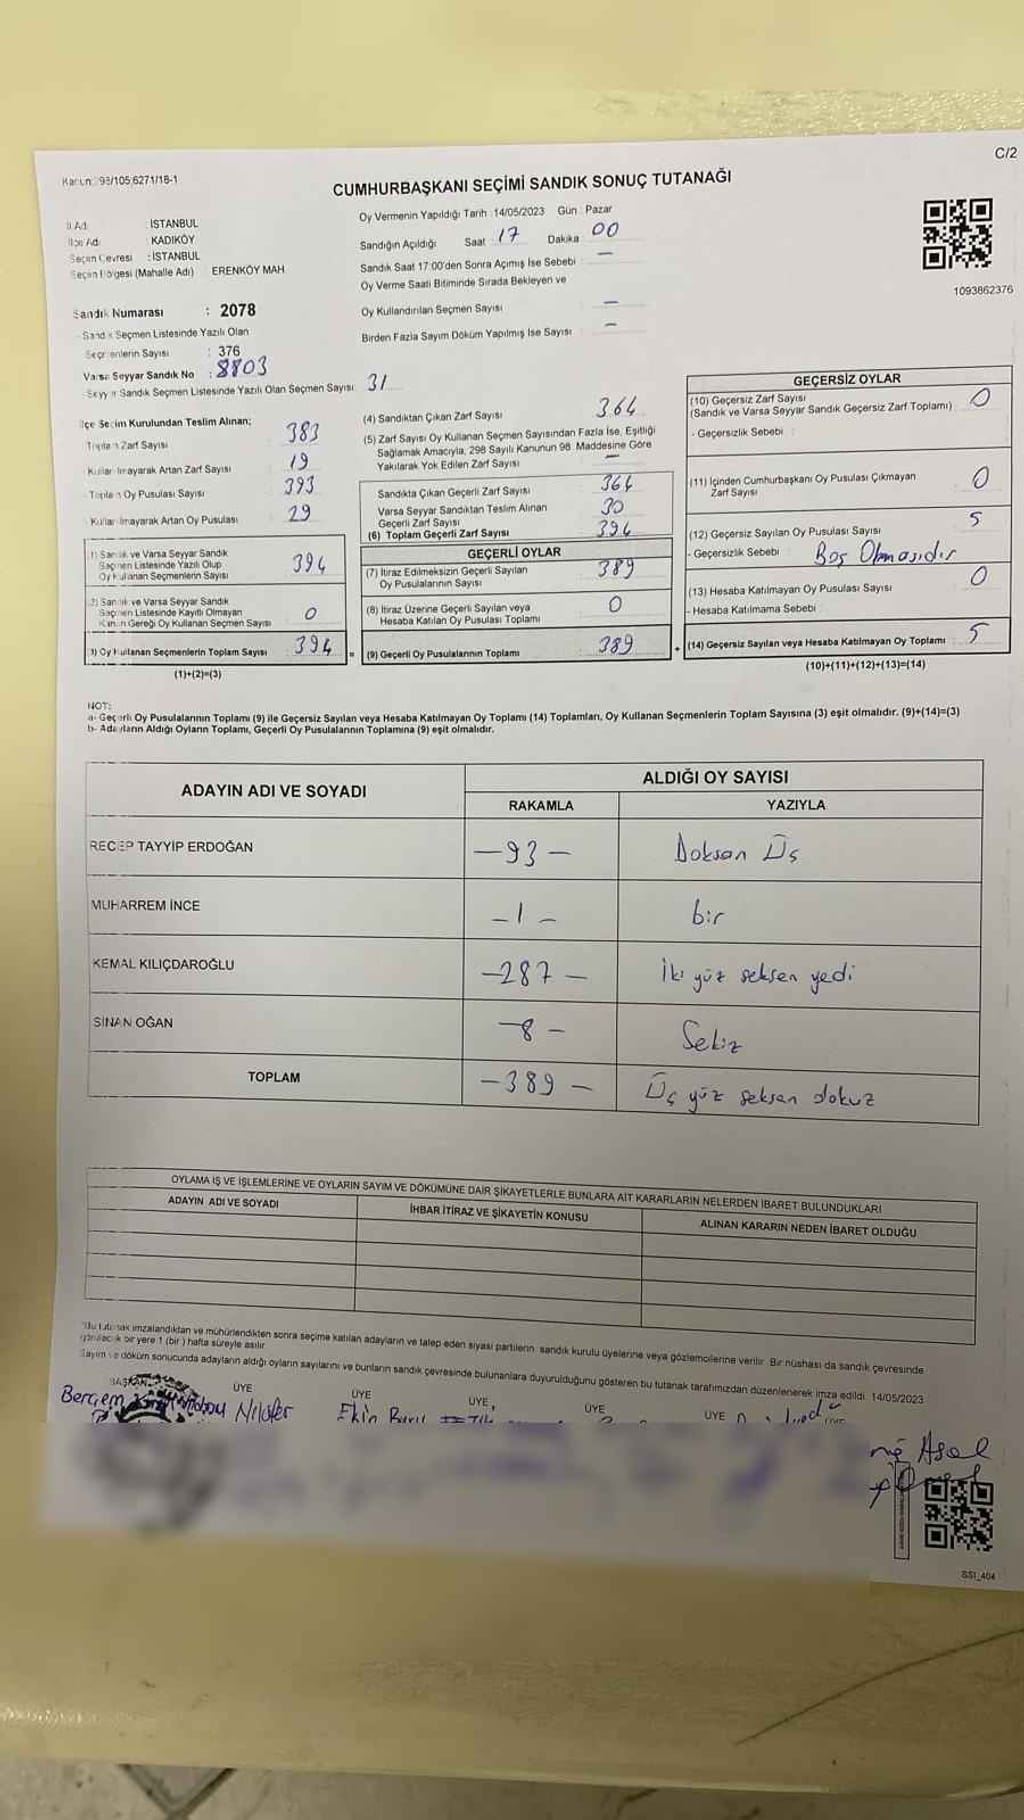 C/2
CUMHURBAŞKANI SEÇİMİ SANDIK SONUÇ TUTANAĞI
1093862376
: İSTANBUL
: KADIKÖY
Seçim Çevresi : İSTANBUL
Seçim Bölgesi (Mahalle Adı) ERENKÖY MAH
Sandık Numarası : 2078
Sandık Seçmen Listesinde Yazılı Olan
Seçmenlerin Sayısı : 376
Varsa Seyyar Sandık No : 8803
Seyyar Sandık Seçmen Listesinde Yazılı Olan Seçmen Sayısı 31
Oy Vermenin Yapıldığı Tarih :14/05/2023 Gün : Pazar
Sandığın Açıldığı Saat : 17 Dakika 00
Sandık Saat 17:00'den Sonra Açımış İse Sebebi : —
Oy Verme Saati Bitiminde Sırada Bekleyen ve
Oy Kullandırılan Seçmen Sayısı : —
Birden Fazla Sayım Döküm Yapılmış İse Sayısı : —
İlçe Seçim Kurulundan Teslim Alınan;
Toplam Zarf Sayısı : 383
Kullanılmayarak Artan Zarf Sayısı : 19
Toplam Oy Pusulası Sayısı : 393
Kullanılmayarak Artan Oy Pusulası : 29
1) Sandık ve Varsa Seyyar Sandık
Seçmen Listesinde Yazılı Olup
Oy Kullanan Seçmenlerin Sayısı 394
2) Sandık ve Varsa Seyyar Sandık
Seçmen Listesinde Kayıtlı Olmayan
Kanun Gereği Oy Kullanan Seçmen Sayısı 0
3) Oy Kullanan Seçmenlerin Toplam Sayısı 394
(1)+(2)=(3)
(4) Sandıktan Çıkan Zarf Sayısı 364
(5) Zarf Sayısı Oy Kullanan Seçmen Sayısından Fazla İse, Eşitliği
Sağlamak Amacıyla, 298 Sayılı Kanunun 98. Maddesine Göre
Yakılarak Yok Edilen Zarf Sayısı —
Sandıkta Çıkan Geçerli Zarf Sayısı 364
Varsa Seyyar Sandıktan Teslim Alınan
Geçerli Zarf Sayısı 30
(6) Toplam Geçerli Zarf Sayısı 394
GEÇERLİ OYLAR
(7) İtiraz Edilmeksizin Geçerli Sayılan
Oy Pusulalarının Sayısı 389
(8) İtiraz Üzerine Geçerli Sayılan veya
Hesaba Katılan Oy Pusulası Toplamı 0
= (9) Geçerli Oy Pusulalarının Toplamı 389
GEÇERSİZ OYLAR
(10) Geçersiz Zarf Sayısı
(Sandık ve Varsa Seyyar Sandık Geçersiz Zarf Toplamı) 0
- Geçersizlik Sebebi :
(11) İçinden Cumhurbaşkanı Oy Pusulası Çıkmayan
Zarf Sayısı 0
(12) Geçersiz Sayılan Oy Pusulası Sayısı 5
- Geçersizlik Sebebi : Boş Olmasıdır
(13) Hesaba Katılmayan Oy Pusulası Sayısı 0
- Hesaba Katılmama Sebebi :
+ (14) Geçersiz Sayılan veya Hesaba Katılmayan Oy Toplamı 5
(10)+(11)+(12)+(13)=(14)
NOT:
a- Geçerli Oy Pusulalarının Toplamı (9) ile Geçersiz Sayılan veya Hesaba Katılmayan Oy Toplamı (14) Toplamları, Oy Kullanan Seçmenlerin Toplam Sayısına (3) eşit olmalıdır. (9)+(14)=(3)
b- Adayların Aldığı Oyların Toplamı, Geçerli Oy Pusulalarının Toplamına (9) eşit olmalıdır.
ADAYIN ADI VE SOYADI ALDIĞI OY SAYISI
RAKAMLA YAZIYLA
RECEP TAYYİP ERDOĞAN —93— Doksan Üç
MUHARREM İNCE —1— bir
KEMAL KILIÇDAROĞLU —287— İki yüz seksen yedi
SİNAN OĞAN —8— Sekiz
TOPLAM —389— Üç yüz seksen dokuz
OYLAMA İŞ VE İŞLEMLERİNE VE OYLARIN SAYIM VE DÖKÜMÜNE DAİR ŞİKAYETLERLE BUNLARA AİT KARARLARIN NELERDEN İBARET BULUNDUKLARI
ADAYIN ADI VE SOYADI İHBAR İTİRAZ VE ŞİKAYETİN KONUSU ALINAN KARARIN NEDEN İBARET OLDUĞU
Bu tutanak imzalandıktan ve mühürlendikten sonra seçime katılan adayların ve talep eden siyasi partilerin sandık kurulu üyelerine veya gözlemcilerine verilir. Bir nüshası da sandık çevresinde
bir yere 1 (bir) hafta süreyle asılır.
Sayım ve döküm sonucunda adayların aldığı oyların sayılarını ve bunların sandık çevresinde bulunanlara duyurulduğunu gösteren bu tutanak tarafımızdan düzenlenerek imza edildi. 14/05/2023
BAŞKAN ÜYE ÜYE ÜYE ÜYE ÜYE
Nilüfer Ekin
Asal
SSI_404